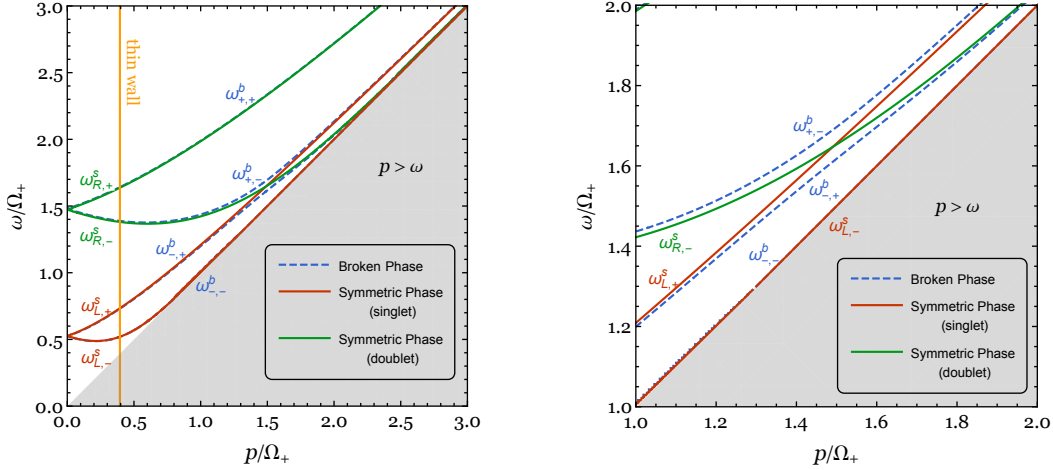 ω/Ω₊
3.0
2.5
2.0
1.5
1.0
0.5
0.0
thin wall
ω^b_{+,+}
ω^s_{R,+}
ω^b_{+,-}
ω^s_{R,-}
ω^b_{-,+}
ω^s_{L,+}
ω^b_{-,-}
ω^s_{L,-}
p > ω
Broken Phase
Symmetric Phase
(singlet)
Symmetric Phase
(doublet)
0.0 0.5 1.0 1.5 2.0 2.5 3.0
p/Ω₊
ω/Ω₊
2.0
1.8
1.6
1.4
1.2
1.0
ω^b_{+,-}
ω^b_{-,+}
ω^s_{L,-}
p > ω
ω^s_{R,-}
ω^b_{-,-}
ω^s_{L,+}
Broken Phase
Symmetric Phase
(singlet)
Symmetric Phase
(doublet)
1.0 1.2 1.4 1.6 1.8 2.0
p/Ω₊